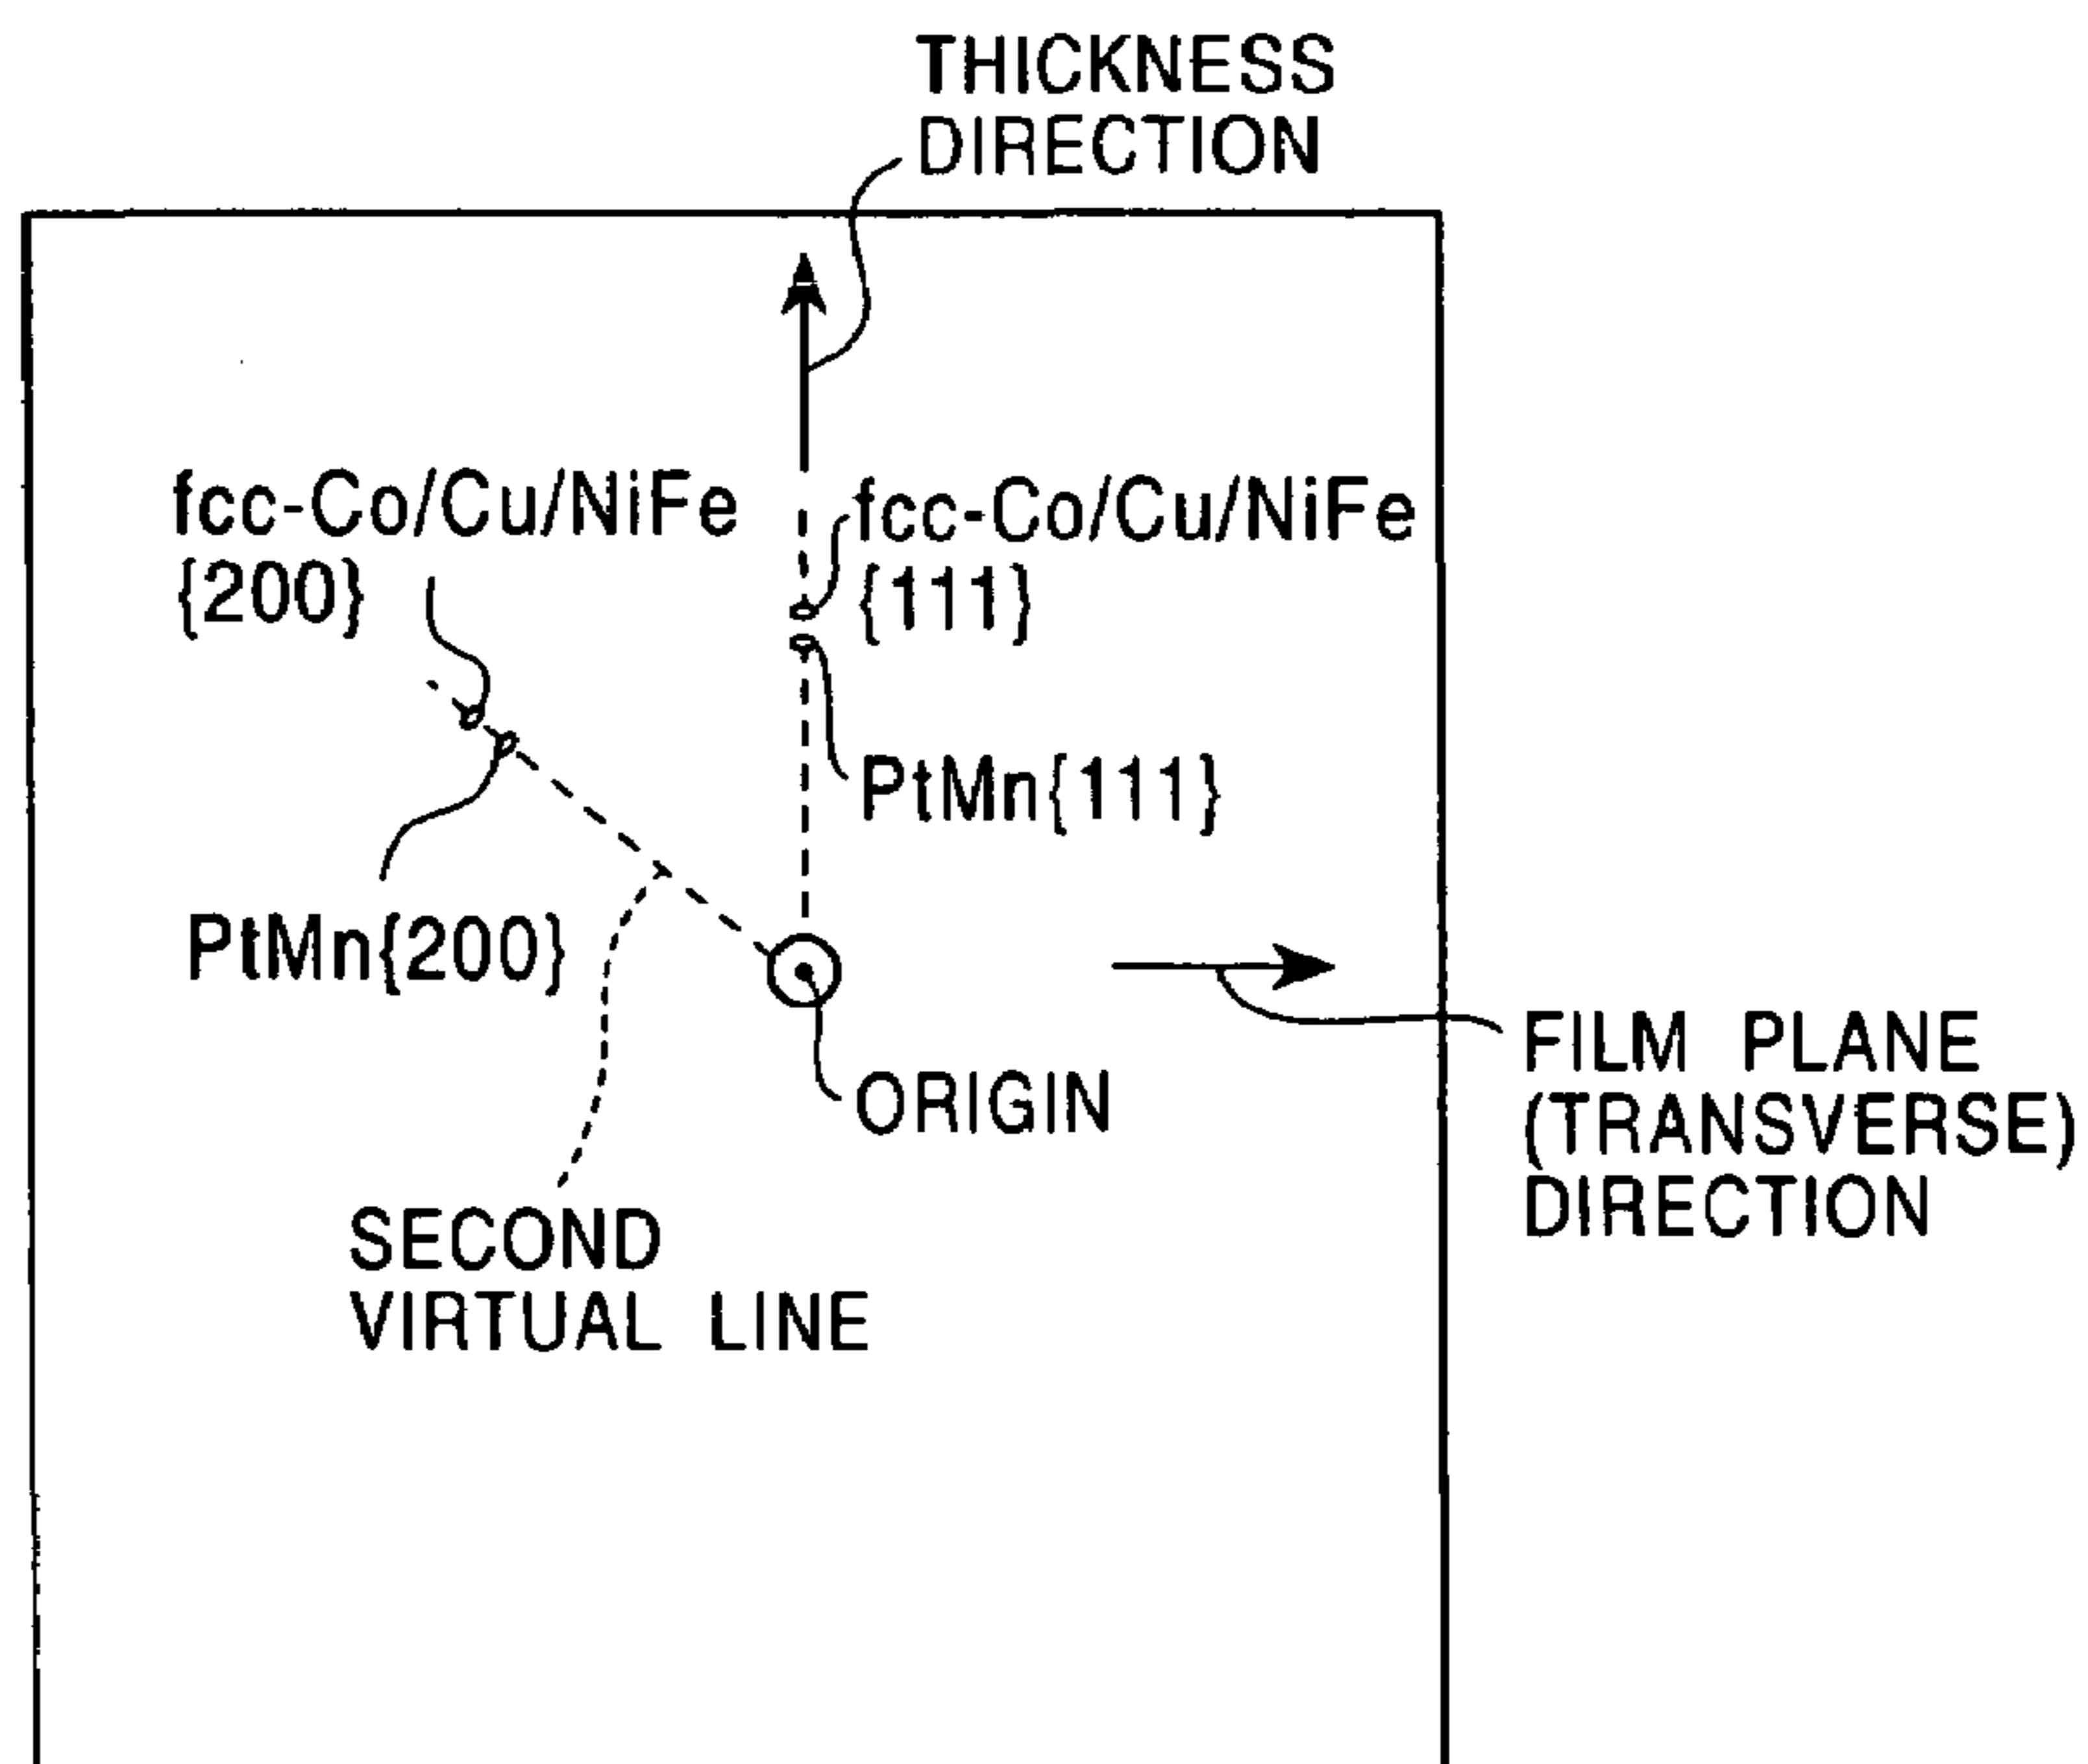 THICKNESS
DIRECTION
fcc-Co/Cu/NiFe
{200}
fcc-Co/Cu/NiFe
{111}
PtMn{111}
PtMn{200}
ORIGIN
FILM PLANE
(TRANSVERSE)
DIRECTION
SECOND
VIRTUAL LINE